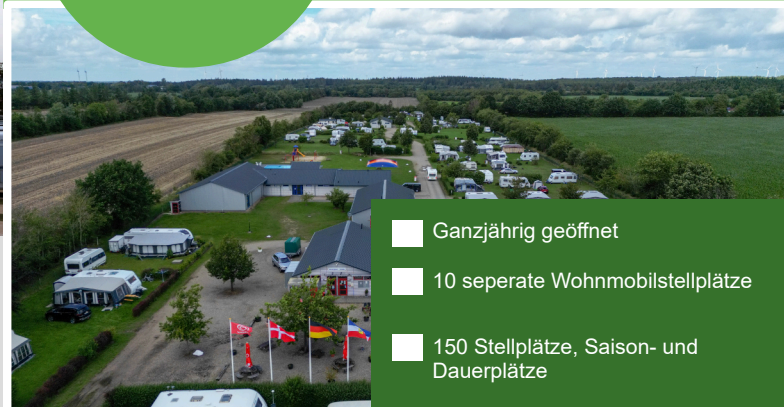 Ganzjährig geöffnet
10 seperate Wohnmobilstellplätze
150 Stellplätze, Saison- und
Dauerplätze